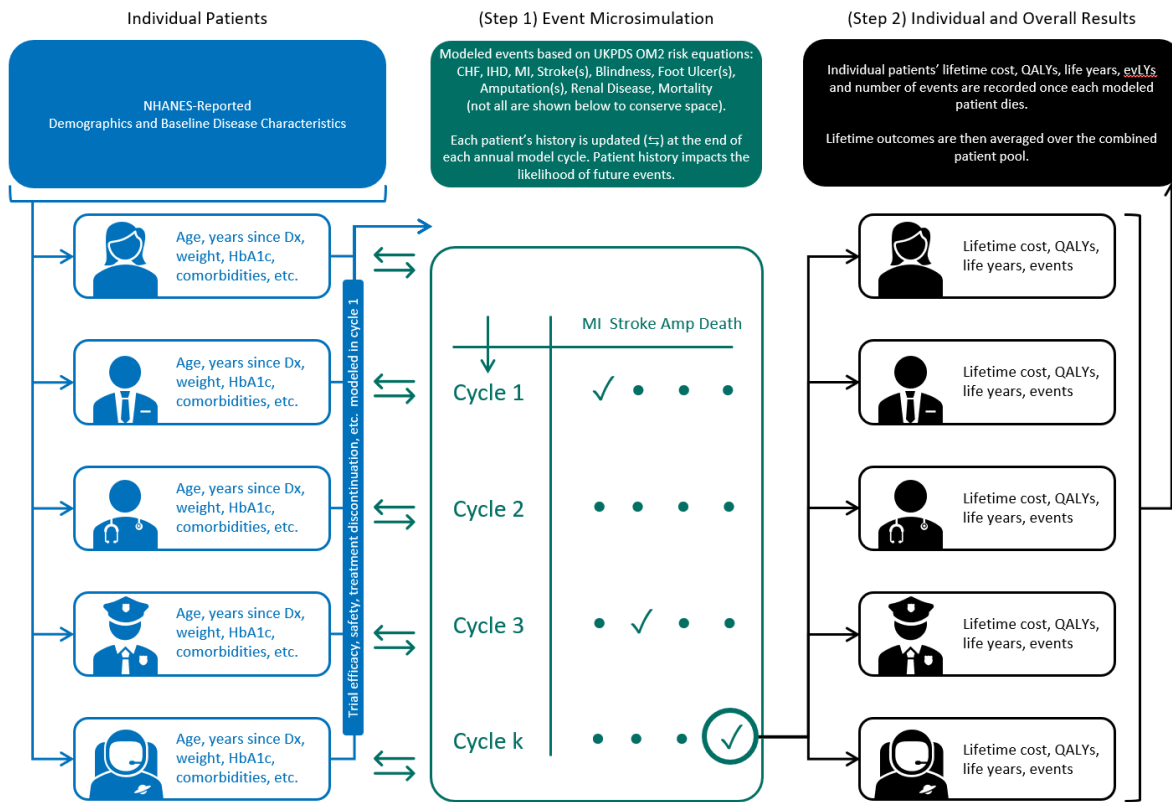 Individual Patients
(Step 1) Event Microsimulation
(Step 2) Individual and Overall Results
NHANES-Reported
Demographics and Baseline Disease Characteristics
Modeled events based on UKPDS OM2 risk equations:
CHF, IHD, MI, Stroke(s), Blindness, Foot Ulcer(s),
Amputation(s), Renal Disease, Mortality
(not all are shown below to conserve space).
Each patient's history is updated (⇆) at the end of
each annual model cycle. Patient history impacts the
likelihood of future events.
Individual patients' lifetime cost, QALYs, life years, evLYs
and number of events are recorded once each modeled
patient dies.
Lifetime outcomes are then averaged over the combined
patient pool.
Age, years since Dx,
weight, HbA1c,
comorbidities, etc.
Age, years since Dx,
weight, HbA1c,
comorbidities, etc.
Age, years since Dx,
weight, HbA1c,
comorbidities, etc.
Age, years since Dx,
weight, HbA1c,
comorbidities, etc.
Age, years since Dx,
weight, HbA1c,
comorbidities, etc.
Trial efficacy, safety, treatment discontinuation, etc. modeled in cycle 1
MI Stroke Amp Death
Cycle 1
Cycle 2
Cycle 3
Cycle k
Lifetime cost, QALYs,
life years, events
Lifetime cost, QALYs,
life years, events
Lifetime cost, QALYs,
life years, events
Lifetime cost, QALYs,
life years, events
Lifetime cost, QALYs,
life years, events